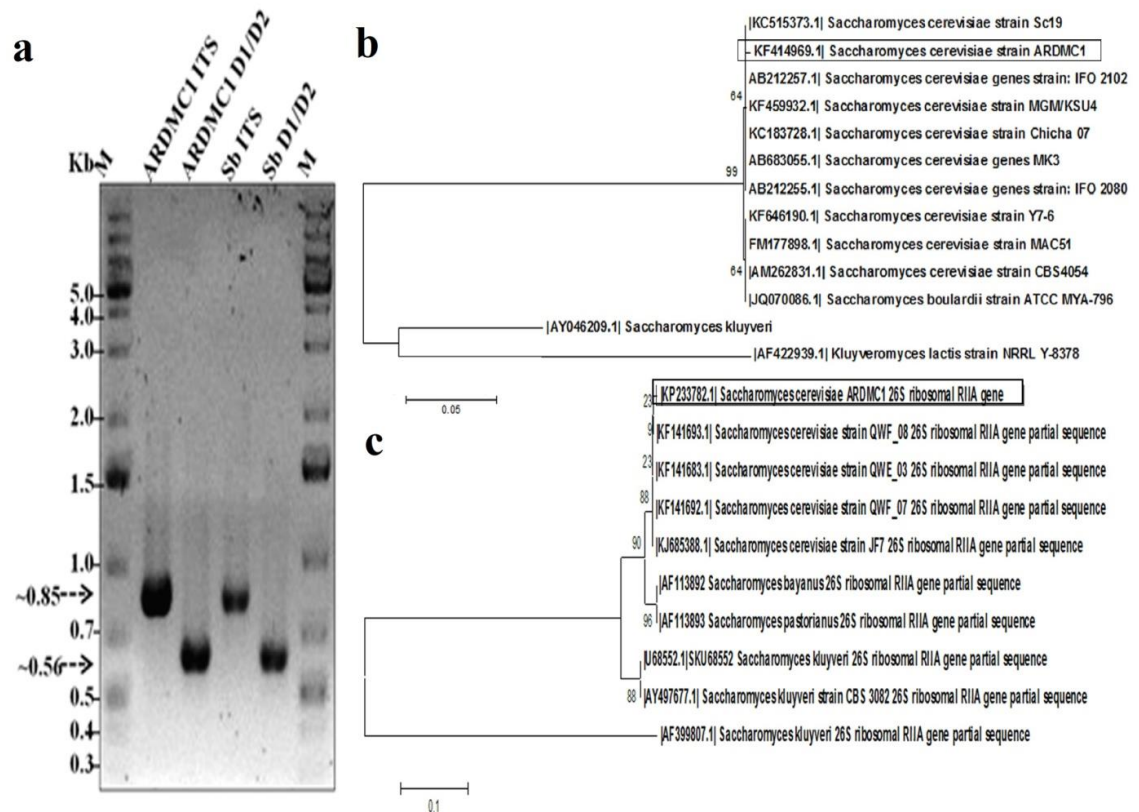 a
Kb
M
ARDMC1 ITS
ARDMC1 D1/D2
Sb ITS
Sb D1/D2
M
5.0
4.0
3.0
2.0
1.5
1.0
~0.85
0.7
~0.56
0.5
0.4
0.3
b
|KC515373.1| Saccharomyces cerevisiae strain Sc19
KF414969.1| Saccharomyces cerevisiae strain ARDMC1
AB212257.1| Saccharomyces cerevisiae genes strain: IFO 2102
64
KF459932.1| Saccharomyces cerevisiae strain MGM/KSU4
KC183728.1| Saccharomyces cerevisiae strain Chicha 07
AB683055.1| Saccharomyces cerevisiae genes MK3
99
AB212255.1| Saccharomyces cerevisiae genes strain: IFO 2080
KF646190.1| Saccharomyces cerevisiae strain Y7-6
FM177898.1| Saccharomyces cerevisiae strain MAC51
64
|AM262831.1| Saccharomyces cerevisiae strain CBS4054
|JQ070086.1| Saccharomyces boulardii strain ATCC MYA-796
|AY046209.1| Saccharomyces kluyveri
|AF422939.1| Kluyveromyces lactis strain NRRL Y-8378
0.05
c
|KP233782.1| Saccharomyces cerevisiae ARDMC1 26S ribosomal RIIA gene
23
|KF141693.1| Saccharomyces cerevisiae strain QWF_08 26S ribosomal RIIA gene partial sequence
9
|KF141683.1| Saccharomyces cerevisiae strain QWE_03 26S ribosomal RIIA gene partial sequence
23
|KF141692.1| Saccharomyces cerevisiae strain QWF_07 26S ribosomal RIIA gene partial sequence
88
|KJ685388.1| Saccharomyces cerevisiae strain JF7 26S ribosomal RIIA gene partial sequence
90
|AF113892 Saccharomyces bayanus 26S ribosomal RIIA gene partial sequence
|AF113893 Saccharomyces pastorianus 26S ribosomal RIIA gene partial sequence
96
|U68552.1|SKU68552 Saccharomyces kluyveri 26S ribosomal RIIA gene partial sequence
|AY497677.1| Saccharomyces kluyveri strain CBS 3082 26S ribosomal RIIA gene partial sequence
88
|AF399807.1| Saccharomyces kluyveri 26S ribosomal RIIA gene partial sequence
0.1